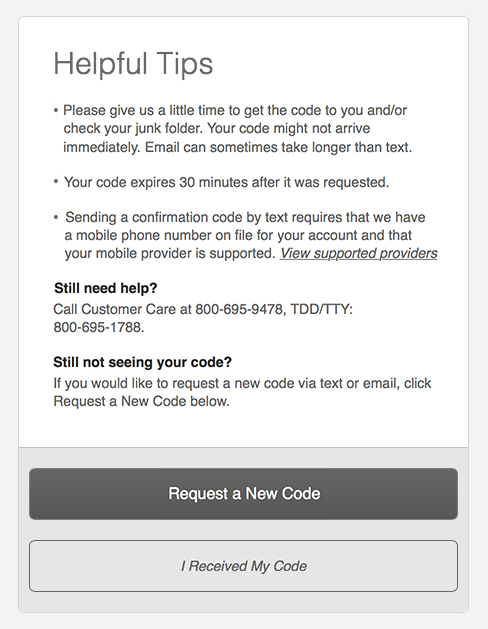 Helpful Tips
• Please give us a little time to get the code to you and/or
check your junk folder. Your code might not arrive
immediately. Email can sometimes take longer than text.
• Your code expires 30 minutes after it was requested.
• Sending a confirmation code by text requires that we have
a mobile phone number on file for your account and that
your mobile provider is supported. View supported providers
Still need help?
Call Customer Care at 800-695-9478, TDD/TTY:
800-695-1788.
Still not seeing your code?
If you would like to request a new code via text or email, click
Request a New Code below.
Request a New Code
I Received My Code